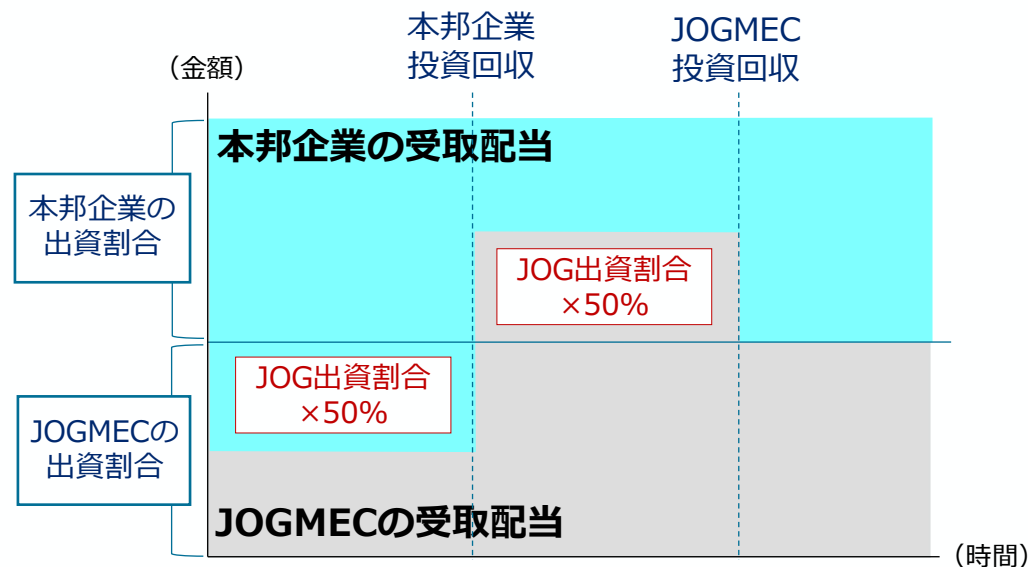 本邦企業
投資回収
JOGMEC
投資回収
（金額）
本邦企業の受取配当
本邦企業の
出資割合
JOG出資割合
×50%
JOG出資割合
×50%
JOGMECの
出資割合
JOGMECの受取配当
（時間）